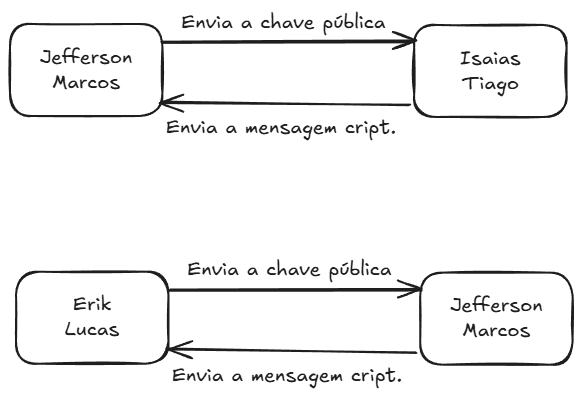 Envia a chave pública
Jefferson
Marcos
Isaias
Tiago
Envia a mensagem cript.
Envia a chave pública
Erik
Lucas
Jefferson
Marcos
Envia a mensagem cript.